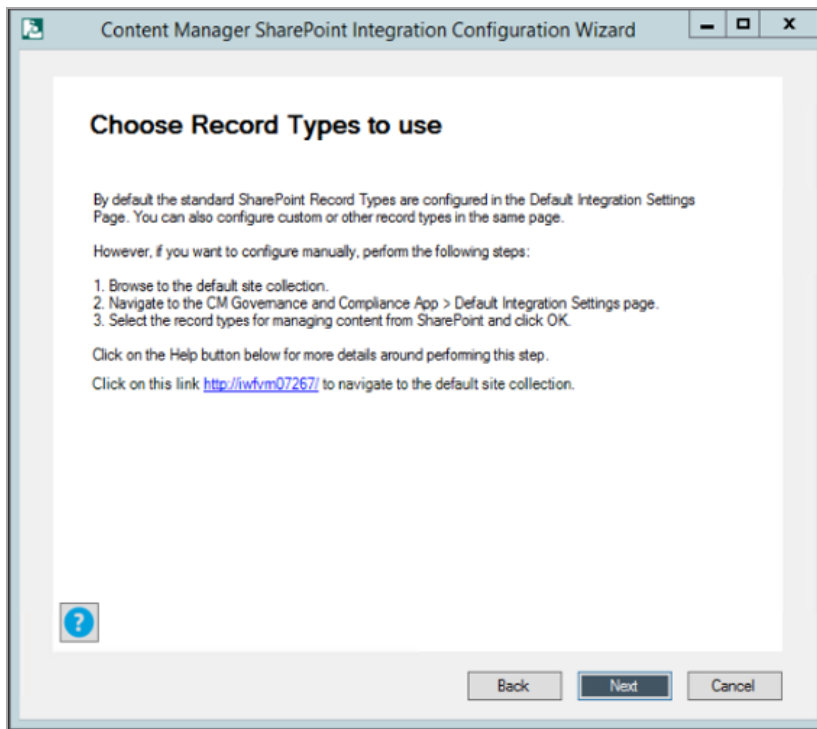 Content Manager SharePoint Integration Configuration Wizard
Choose Record Types to use
By default the standard SharePoint Record Types are configured in the Default Integration Settings
Page. You can also configure custom or other record types in the same page.
However, if you want to configure manually, perform the following steps:
1. Browse to the default site collection.
2. Navigate to the CM Governance and Compliance App > Default Integration Settings page.
3. Select the record types for managing content from SharePoint and click OK.
Click on the Help button below for more details around performing this step.
Click on this link http://iwfvm07267/ to navigate to the default site collection.
?
Back Next Cancel